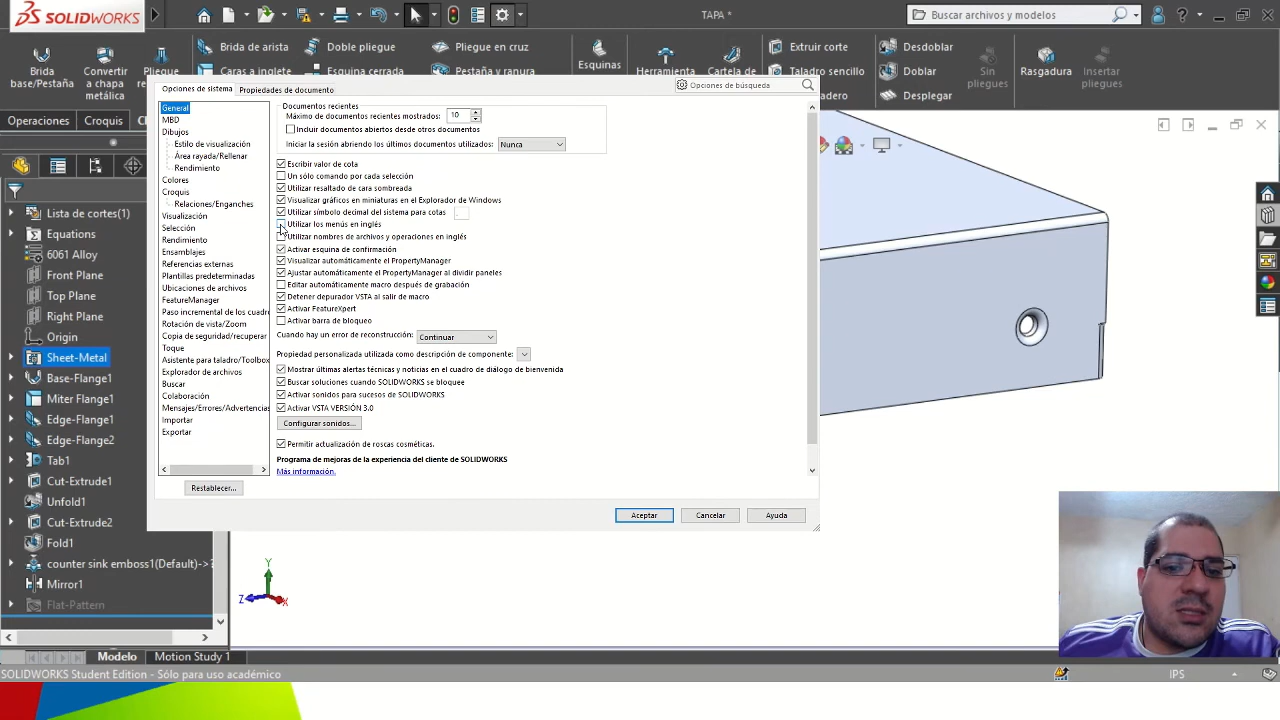 SOLIDWORKS
TAPA *
Buscar archivos y modelos
Brida base/Pestaña
Convertir a chapa metálica
Pliegue
Brida de arista
Doble pliegue
Pliegue en cruz
Caras a inglete
Esquina cerrada
Pestaña y ranura
Esquinas
Herramienta
Cartela de
Extruir corte
Taladro sencillo
Desdoblar
Doblar
Desplegar
Sin pliegues
Rasgadura
Insertar pliegues
Operaciones
Croquis
Opciones de sistema
Propiedades de documento
Opciones de búsqueda
General
MBD
Dibujos
Estilo de visualización
Área rayada/Rellenar
Rendimiento
Colores
Croquis
Relaciones/Enganches
Visualización
Selección
Rendimiento
Ensamblajes
Referencias externas
Plantillas predeterminadas
Ubicaciones de archivos
FeatureManager
Paso incremental de los cuadro
Rotación de vista/Zoom
Copia de seguridad/recuperar
Toque
Asistente para taladro/Toolbox
Explorador de archivos
Buscar
Colaboración
Mensajes/Errores/Advertencias
Importar
Exportar
Restablecer...
Documentos recientes
Máximo de documentos recientes mostrados: 10
Incluir documentos abiertos desde otros documentos
Iniciar la sesión abriendo los últimos documentos utilizados: Nunca
Escribir valor de cota
Un sólo comando por cada selección
Utilizar resaltado de cara sombreada
Visualizar gráficos en miniaturas en el Explorador de Windows
Utilizar símbolo decimal del sistema para cotas .
Utilizar los menús en inglés
Utilizar nombres de archivos y operaciones en inglés
Activar esquina de confirmación
Visualizar automáticamente el PropertyManager
Ajustar automáticamente el PropertyManager al dividir paneles
Editar automáticamente macro después de grabación
Detener depurador VSTA al salir de macro
Activar FeatureXpert
Activar barra de bloqueo
Cuando hay un error de reconstrucción: Continuar
Propiedad personalizada utilizada como descripción de componente:
Mostrar últimas alertas técnicas y noticias en el cuadro de diálogo de bienvenida
Buscar soluciones cuando SOLIDWORKS se bloquee
Activar sonidos para sucesos de SOLIDWORKS
Activar VSTA VERSIÓN 3.0
Configurar sonidos...
Permitir actualización de roscas cosméticas.
Programa de mejoras de la experiencia del cliente de SOLIDWORKS
Más información.
Aceptar
Cancelar
Ayuda
Lista de cortes(1)
Equations
6061 Alloy
Front Plane
Top Plane
Right Plane
Origin
Sheet-Metal
Base-Flange1
Miter Flange1
Edge-Flange1
Edge-Flange2
Tab1
Cut-Extrude1
Unfold1
Cut-Extrude2
Fold1
counter sink emboss1(Default)->?
Mirror1
Flat-Pattern
Y
Z
X
Modelo
Motion Study 1
SOLIDWORKS Student Edition - Sólo para uso académico
IPS